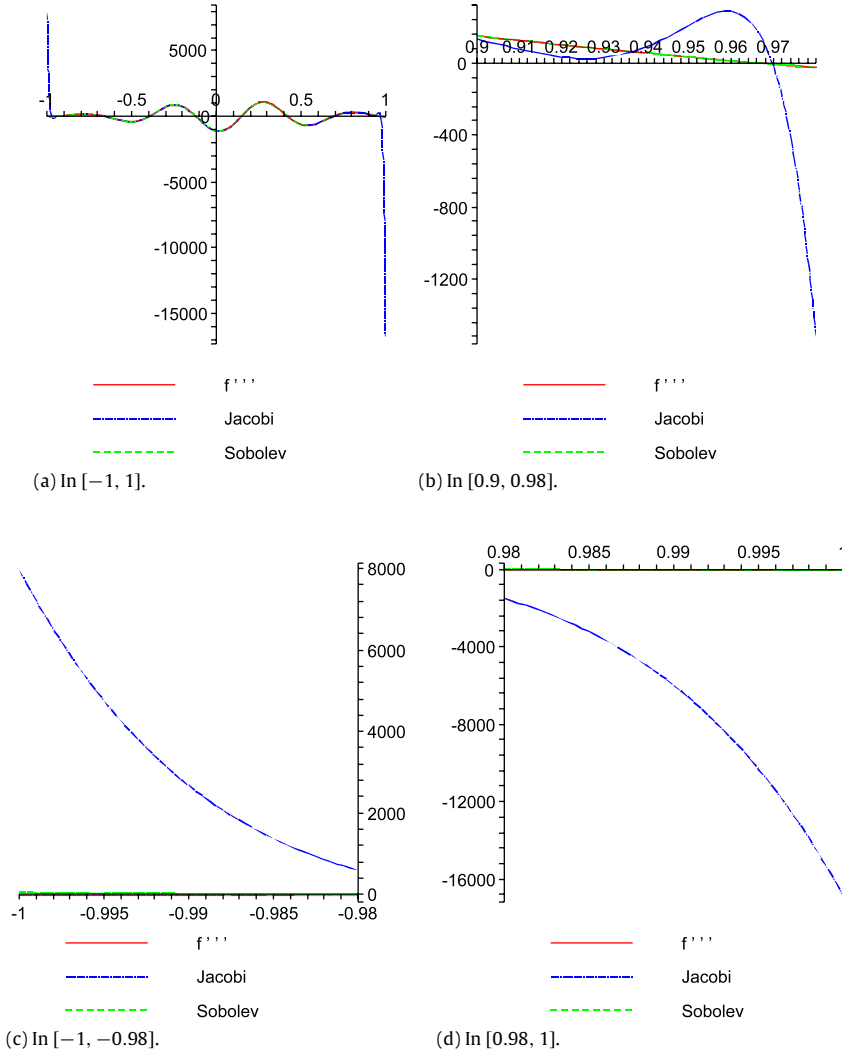 5000
-1 -0.5 0 0.5 1
0
-5000
-10000
-15000
f ' ' '
Jacobi
Sobolev
(a) In [−1, 1].
0.9 0.91 0.92 0.93 0.94 0.95 0.96 0.97
0
-400
-800
-1200
f ' ' '
Jacobi
Sobolev
(b) In [0.9, 0.98].
8000
6000
4000
2000
0
-1 -0.995 -0.99 -0.985 -0.98
f ' ' '
Jacobi
Sobolev
(c) In [−1, −0.98].
0.98 0.985 0.99 0.995 1
0
-4000
-8000
-12000
-16000
f ' ' '
Jacobi
Sobolev
(d) In [0.98, 1].